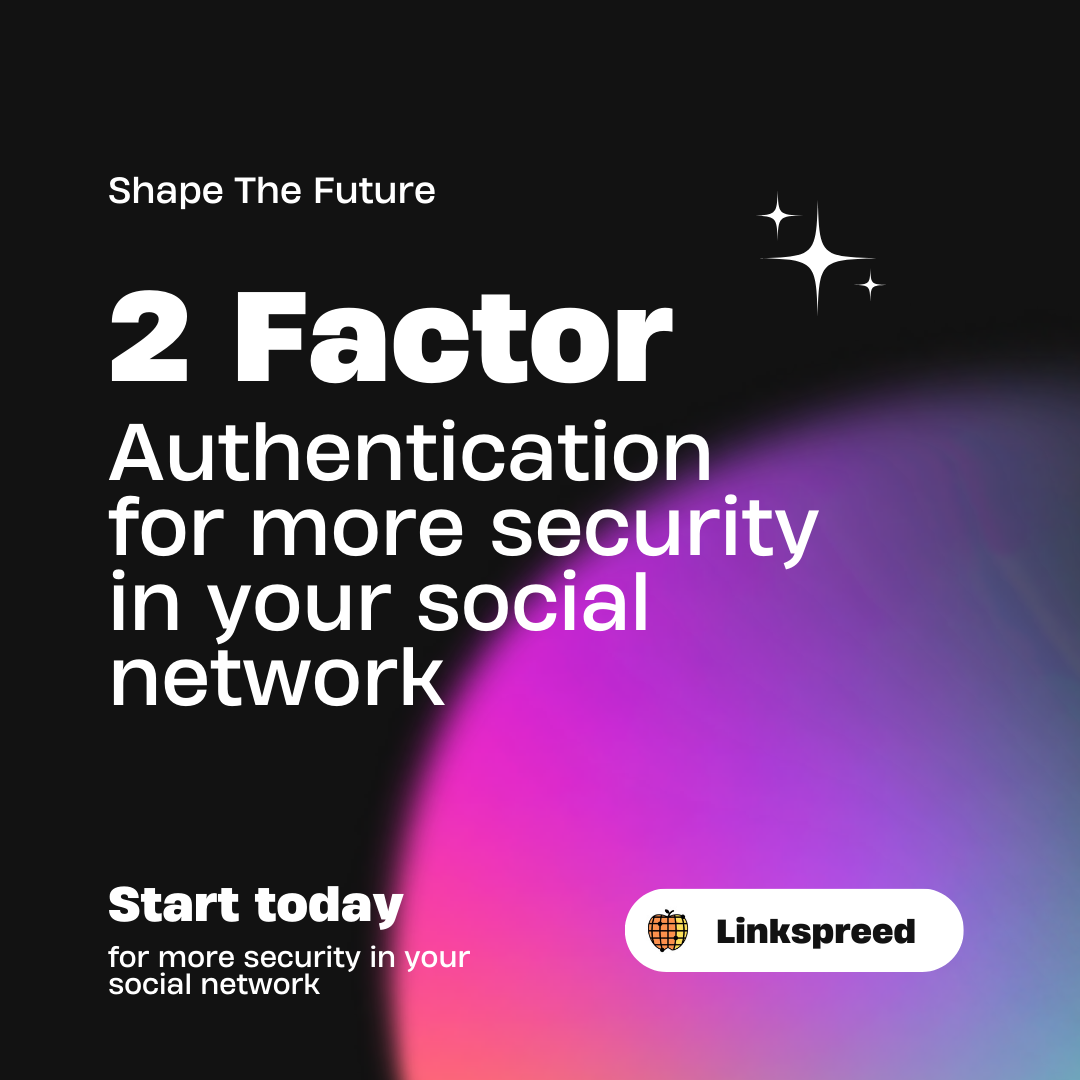 Shape The Future
2 Factor
Authentication
for more security
in your social
network
Start today
for more security in your
social network
Linkspreed